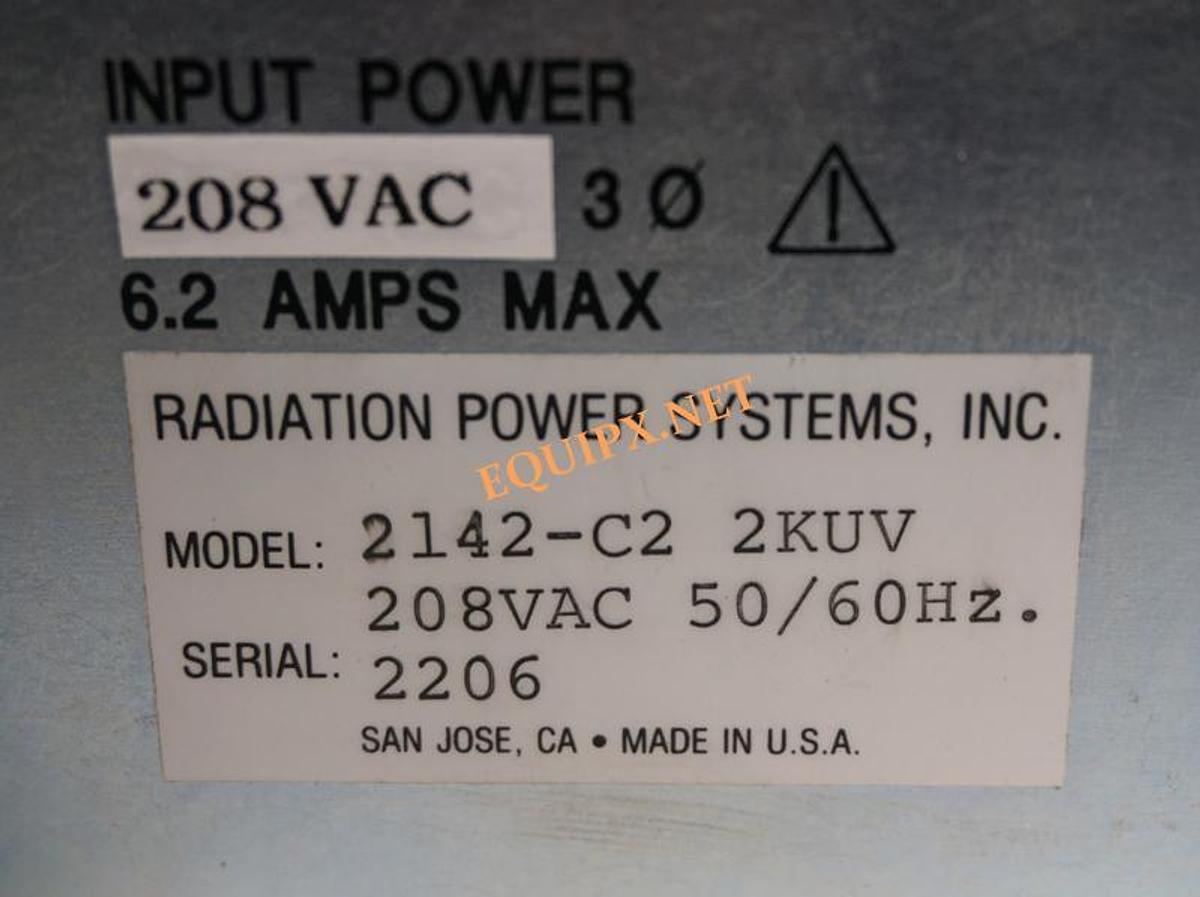 INPUT POWER
208 VAC 3 Ø
6.2 AMPS MAX
RADIATION POWER SYSTEMS, INC.
EQUIPX.NET
MODEL: 2142-C2 2KUV
208VAC 50/60Hz.
SERIAL: 2206
SAN JOSE, CA • MADE IN U.S.A.